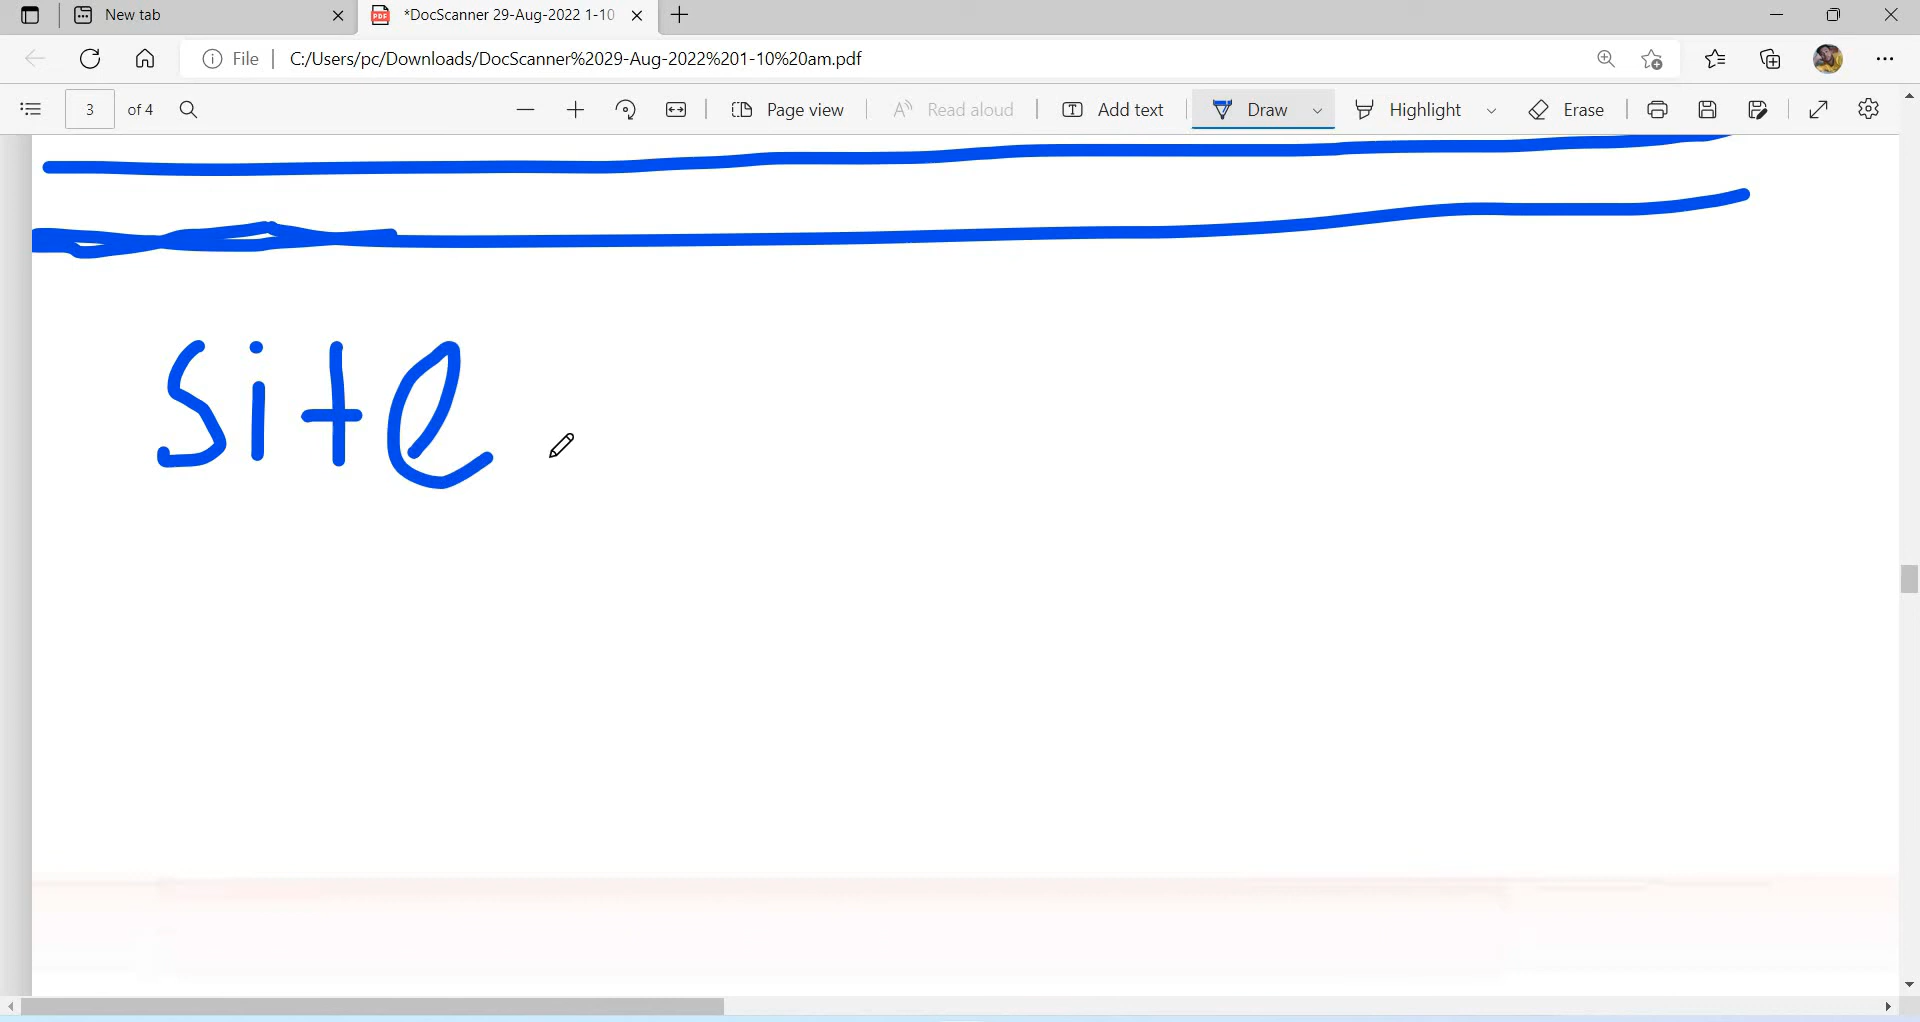 New tab
*DocScanner 29-Aug-2022 1-10
File C:/Users/pc/Downloads/DocScanner%2029-Aug-2022%201-10%20am.pdf
3 of 4 Page view Read aloud Add text Draw Highlight Erase
Site